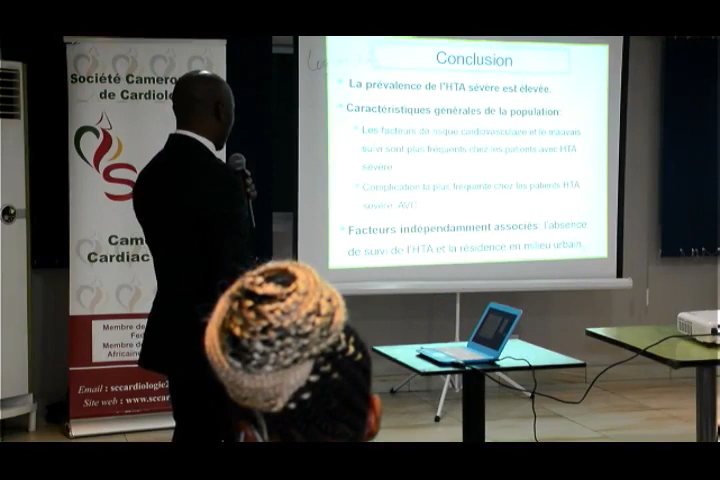 Société Camero
de Cardiolo
S
Cam
Cardiac
Membre de
Fe
Membre de
Africaine
Email : sccardiologie2
Site web : www.sccar
Conclusion
La prévalence de l'HTA sévère est élevée.
Caractéristiques générales de la population:
Les facteurs de risque cardiovasculaire et le mauvais
suivi sont plus fréquents chez les patients avec HTA
sévère
Complication la plus fréquente chez les patients HTA
sévère: AVC
Facteurs indépendamment associés: l'absence
de suivi de l'HTA et la résidence en milieu urbain...